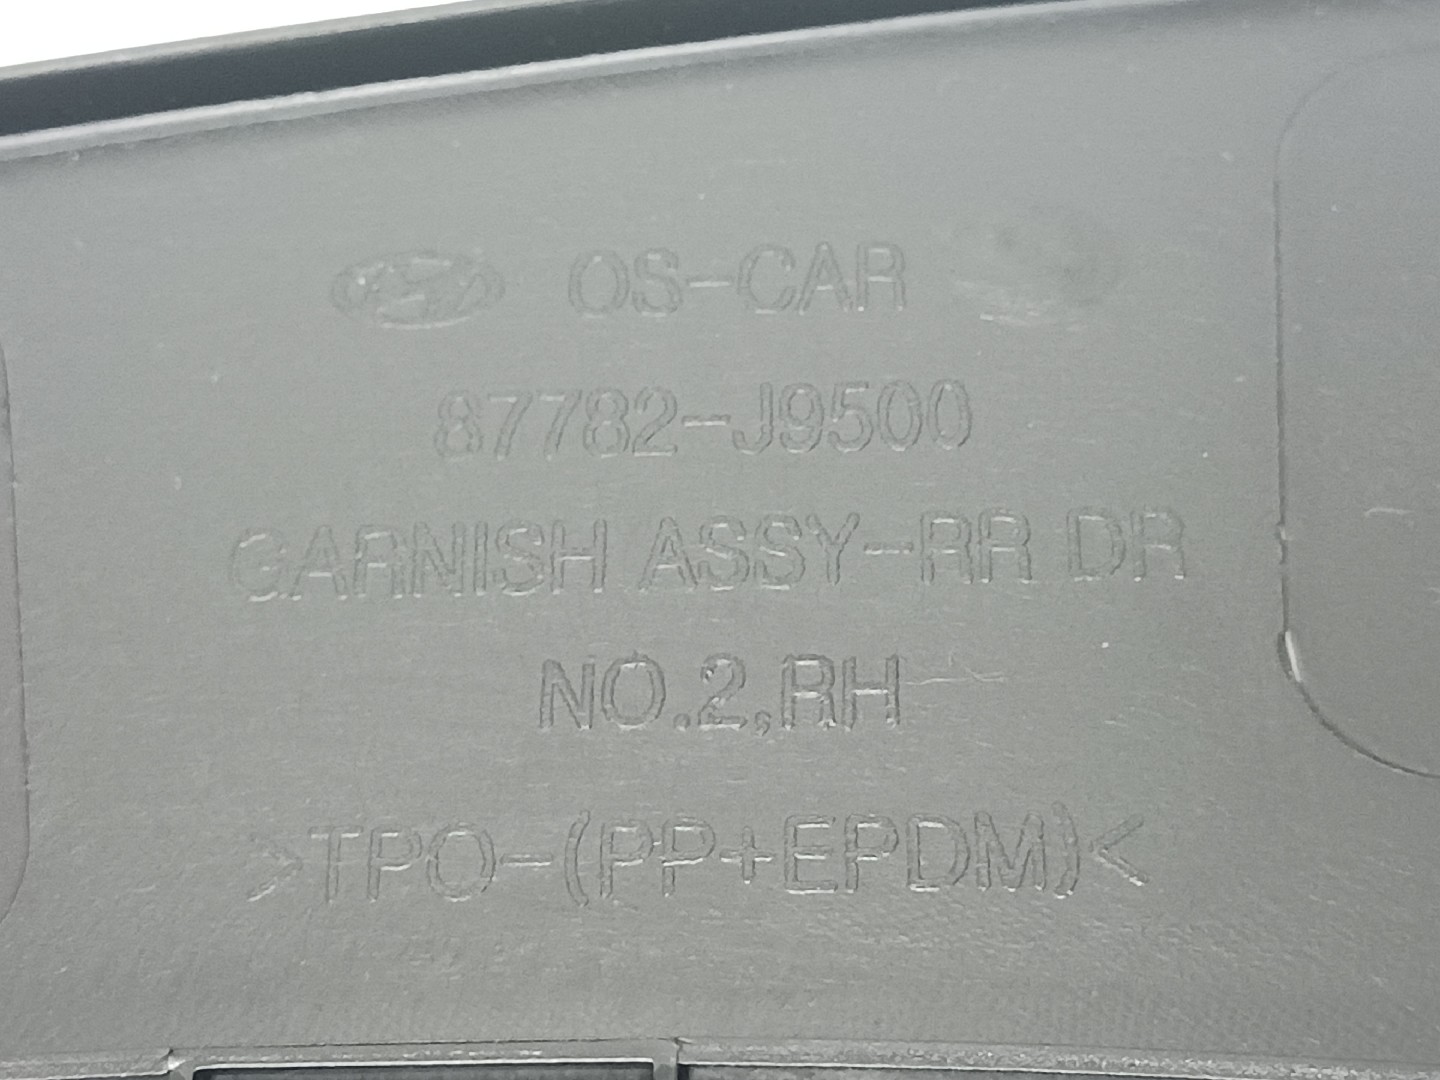 OS-CAR
87782-J9500
GARNISH ASSY-RR DR
NO.2,RH
>TPO-(PP+EPDM)<